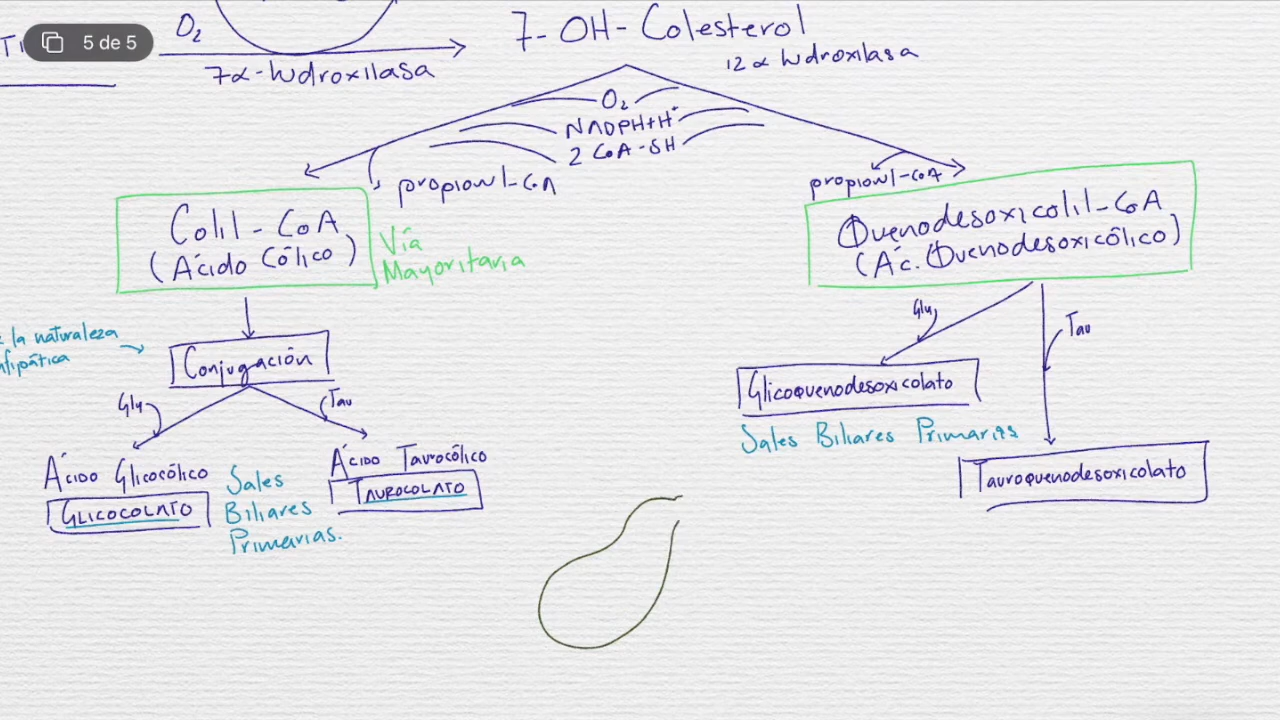 5 de 5
O₂
7-OH-Colesterol
7α-hidroxilasa
12 α hidroxilasa
O₂
NADPH+H⁺
2 CoA-SH
propionil-CoA
propionil-CoA
Colil-CoA
(Ácido Cólico)
Vía
Mayoritaria
Quenodesoxicolil-CoA
(Ác. Quenodesoxicólico)
la naturaleza
Conjugación
Gly
Tau
Gly
Tau
Glicoquenodesoxicolato
Sales Biliares Primarias
Ácido Glicocólico
GLICOCOLATO
Sales
Biliares
Primarias.
Ácido Taurocólico
TAUROCOLATO
Tauroquenodesoxicolato